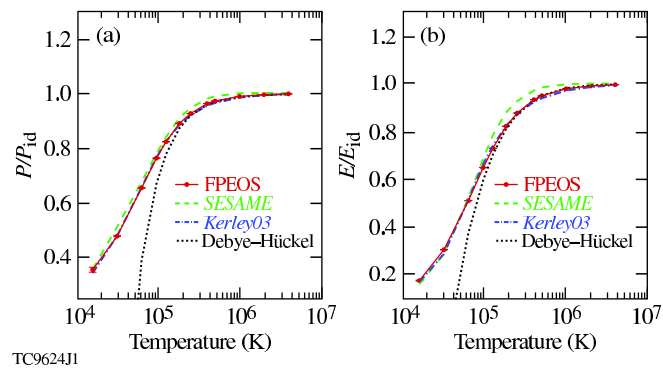 (a)
P/Pid
1.2
1.0
0.8
0.6
0.4
FPEOS
SESAME
Kerley03
Debye–Hückel
10^4 10^5 10^6 10^7
Temperature (K)
(b)
E/Eid
1.2
1.0
0.8
0.6
0.4
0.2
FPEOS
SESAME
Kerley03
Debye–Hückel
10^4 10^5 10^6 10^7
Temperature (K)
TC9624J1